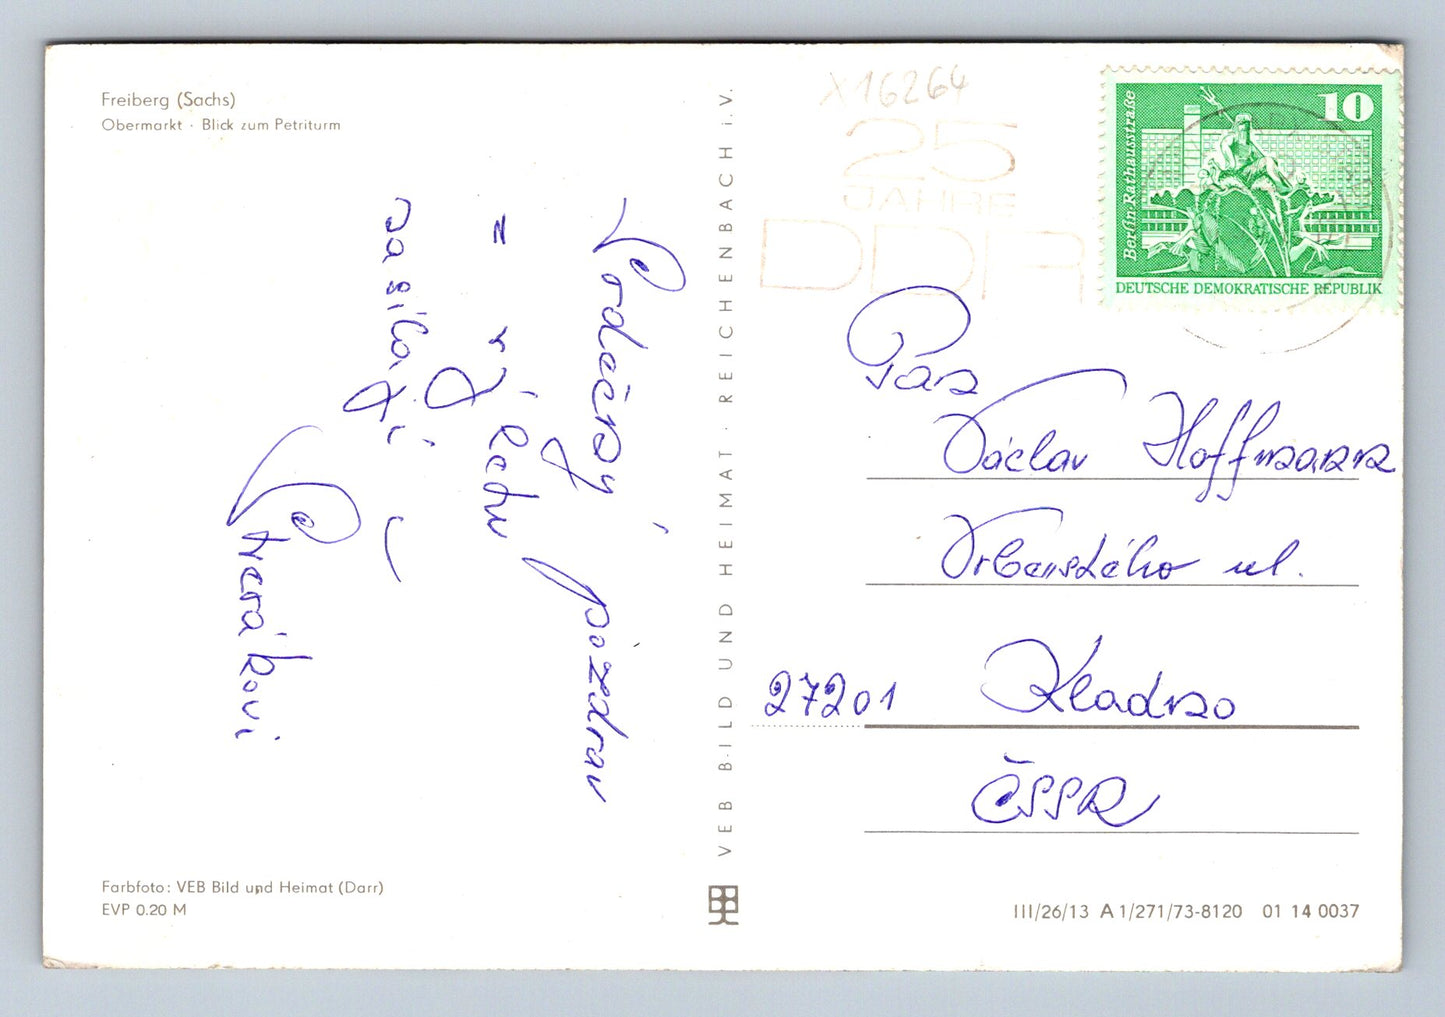 Freiberg (Sachs)
Obermarkt · Blick zum Petriturm
Srdečný pozdrav
z výletu
zasílají
Farbfoto: VEB Bild und Heimat (Darr)
EVP 0.20 M
VEB BILD UND HEIMAT · REICHENBACH i.V.
X16264
25
JAHRE
DDR
10
Berlin-Rathausstraße
DEUTSCHE DEMOKRATISCHE REPUBLIK
Pan
Václav Hoffmann
Vrbenského ul.
27201 Kladno
ČSSR
III/26/13 A 1/271/73-8120 01 14 0037